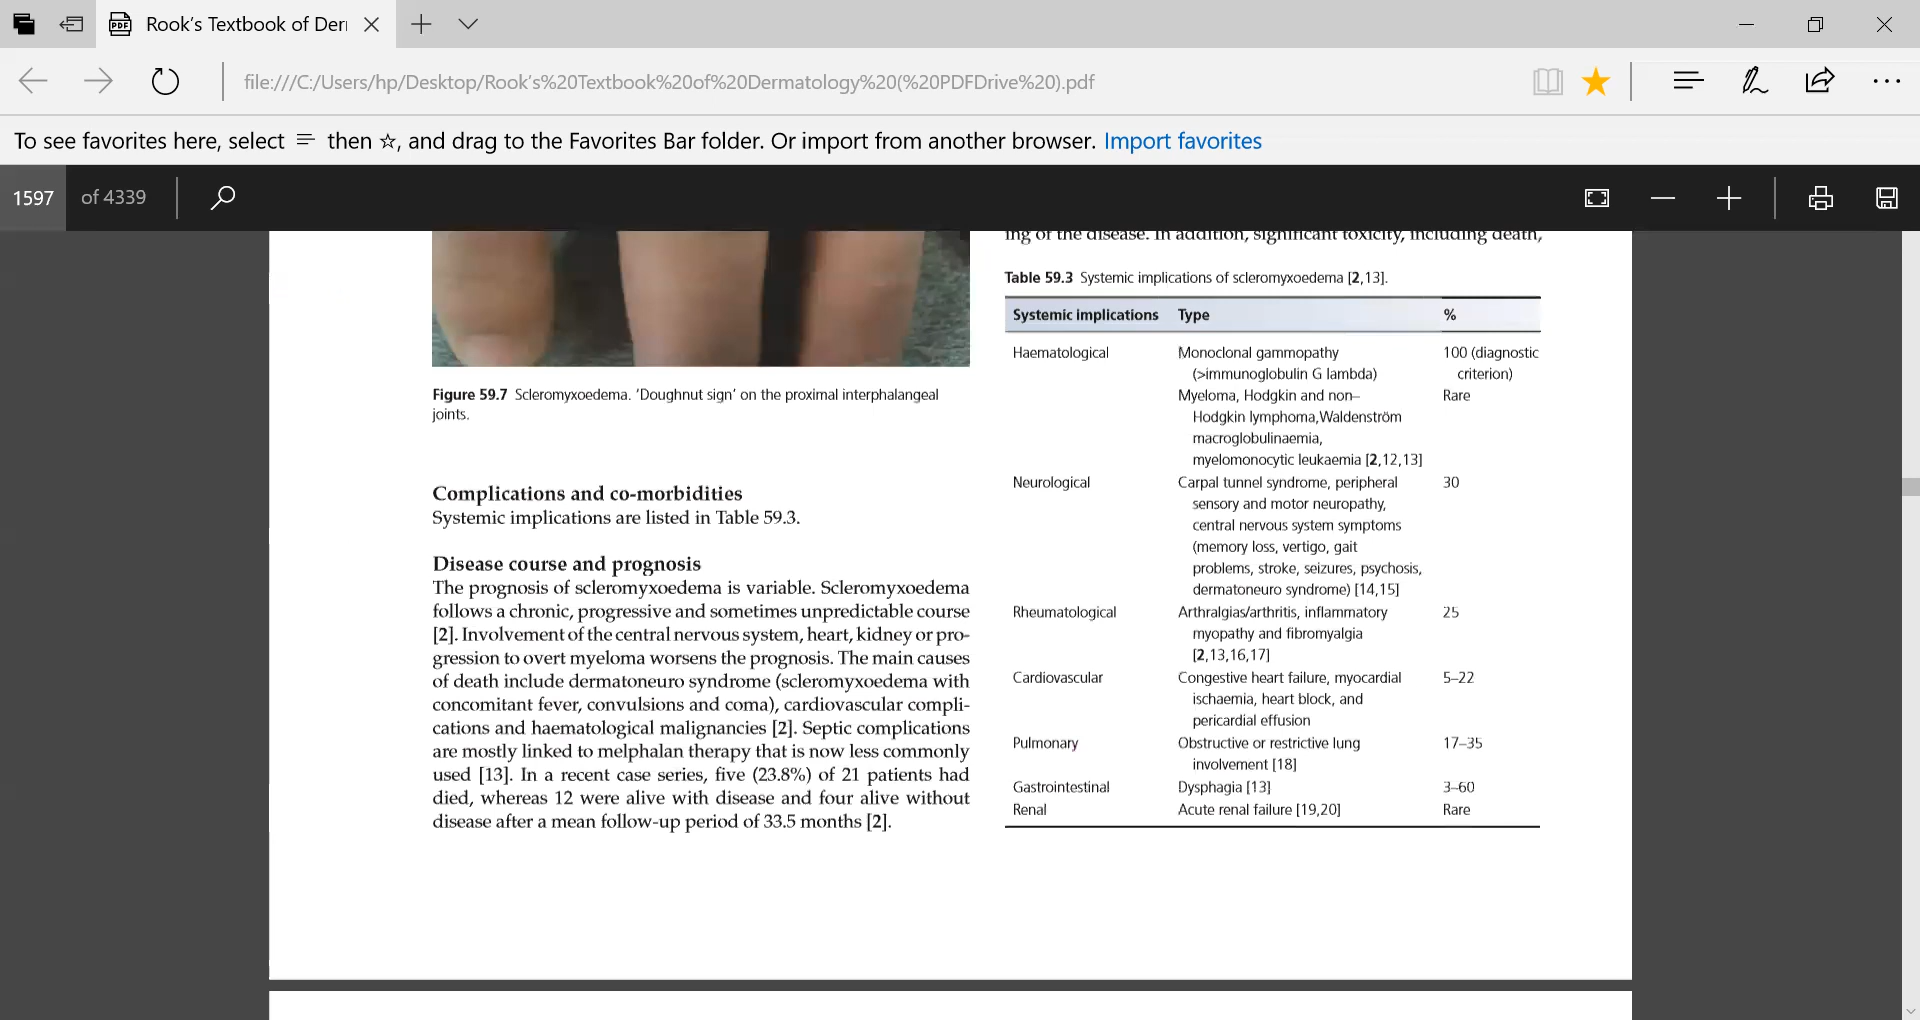 Rook's Textbook of Der
file:///C:/Users/hp/Desktop/Rook's%20Textbook%20of%20Dermatology%20(%20PDFDrive%20).pdf
To see favorites here, select then ☆, and drag to the Favorites Bar folder. Or import from another browser. Import favorites
1597 of 4339
Figure 59.7 Scleromyxoedema. 'Doughnut sign' on the proximal interphalangeal
joints.
Complications and co-morbidities
Systemic implications are listed in Table 59.3.
Disease course and prognosis
The prognosis of scleromyxoedema is variable. Scleromyxoedema
follows a chronic, progressive and sometimes unpredictable course
[2]. Involvement of the central nervous system, heart, kidney or pro-
gression to overt myeloma worsens the prognosis. The main causes
of death include dermatoneuro syndrome (scleromyxoedema with
concomitant fever, convulsions and coma), cardiovascular compli-
cations and haematological malignancies [2]. Septic complications
are mostly linked to melphalan therapy that is now less commonly
used [13]. In a recent case series, five (23.8%) of 21 patients had
died, whereas 12 were alive with disease and four alive without
disease after a mean follow-up period of 33.5 months [2].
ing of the disease. In addition, significant toxicity, including death,
Table 59.3 Systemic implications of scleromyxoedema [2,13].
Systemic implications Type %
Haematological Monoclonal gammopathy 100 (diagnostic
(>immunoglobulin G lambda) criterion)
Myeloma, Hodgkin and non– Rare
Hodgkin lymphoma,Waldenström
macroglobulinaemia,
myelomonocytic leukaemia [2,12,13]
Neurological Carpal tunnel syndrome, peripheral 30
sensory and motor neuropathy,
central nervous system symptoms
(memory loss, vertigo, gait
problems, stroke, seizures, psychosis,
dermatoneuro syndrome) [14,15]
Rheumatological Arthralgias/arthritis, inflammatory 25
myopathy and fibromyalgia
[2,13,16,17]
Cardiovascular Congestive heart failure, myocardial 5–22
ischaemia, heart block, and
pericardial effusion
Pulmonary Obstructive or restrictive lung 17–35
involvement [18]
Gastrointestinal Dysphagia [13] 3–60
Renal Acute renal failure [19,20] Rare